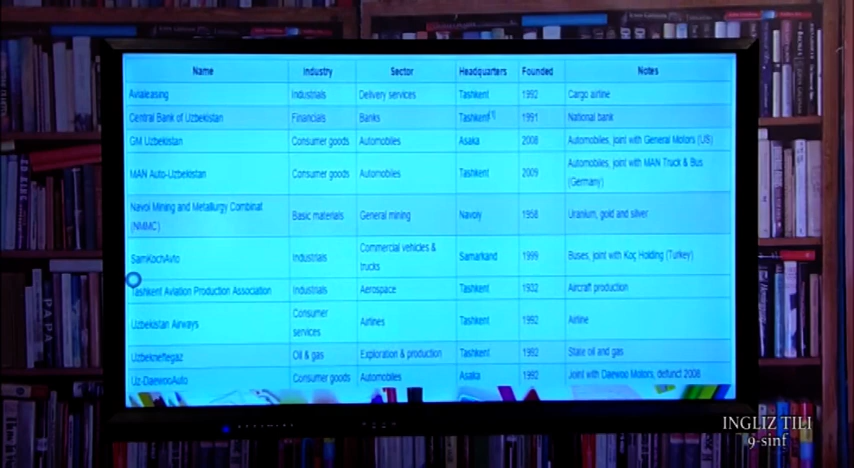 Name Industry Sector Headquarters Founded Notes
Avialeasing Industrials Delivery services Tashkent 1992 Cargo airline
Central Bank of Uzbekistan Financials Banks Tashkent[1] 1991 National bank
GM Uzbekistan Consumer goods Automobiles Asaka 2008 Automobiles, joint with General Motors (US)
MAN Auto-Uzbekistan Consumer goods Automobiles Tashkent 2009 Automobiles, joint with MAN Truck & Bus
(Germany)
Navoi Mining and Metallurgy Combinat
(NMMC) Basic materials General mining Navoiy 1958 Uranium, gold and silver
SamKochAvto Industrials Commercial vehicles &
trucks Samarkand 1999 Buses, joint with Koç Holding (Turkey)
Tashkent Aviation Production Association Industrials Aerospace Tashkent 1932 Aircraft production
Uzbekistan Airways Consumer
services Airlines Tashkent 1992 Airline
Uzbekneftegaz Oil & gas Exploration & production Tashkent 1992 State oil and gas
Uz-DaewooAuto Consumer goods Automobiles Asaka 1992 Joint with Daewoo Motors, defunct 2008
PAPA
INGLIZ TILI
9-sinf